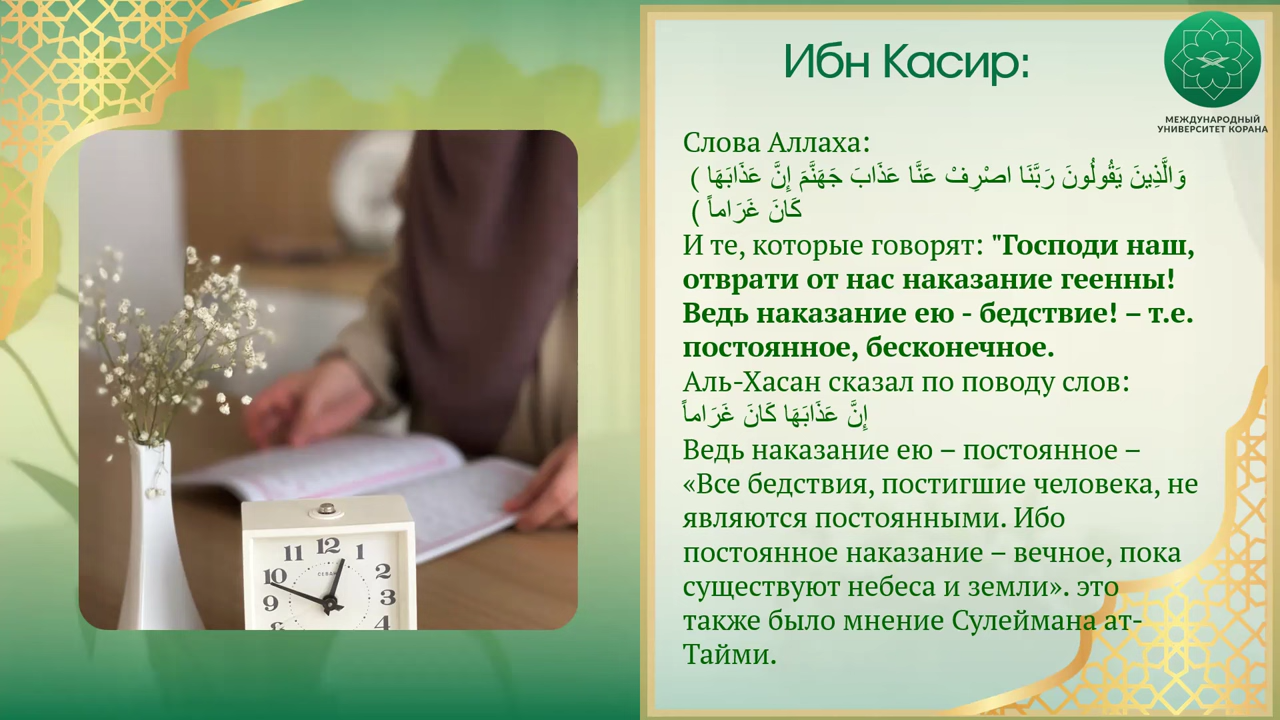 Ибн Касир:
МЕЖДУНАРОДНЫЙ
УНИВЕРСИТЕТ КОРАНА
Слова Аллаха:
وَالَّذِينَ يَقُولُونَ رَبَّنَا اصْرِفْ عَنَّا عَذَابَ جَهَنَّمَ إِنَّ عَذَابَهَا )
كَانَ غَرَاماً )
И те, которые говорят: "Господи наш,
отврати от нас наказание геенны!
Ведь наказание ею - бедствие! – т.е.
постоянное, бесконечное.
Аль-Хасан сказал по поводу слов:
إِنَّ عَذَابَهَا كَانَ غَرَاماً
Ведь наказание ею – постоянное –
«Все бедствия, постигшие человека, не
являются постоянными. Ибо
постоянное наказание – вечное, пока
существуют небеса и земли». это
также было мнение Сулеймана ат-
Тайми.
11 12 1
10 2
9 3
8 4